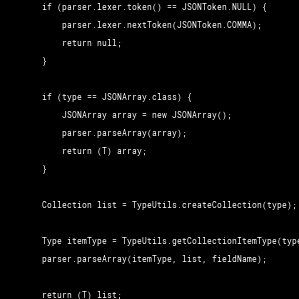 if (parser.lexer.token() == JSONToken.NULL) {
parser.lexer.nextToken(JSONToken.COMMA);
return null;
}
if (type == JSONArray.class) {
JSONArray array = new JSONArray();
parser.parseArray(array);
return (T) array;
}
Collection list = TypeUtils.createCollection(type);
Type itemType = TypeUtils.getCollectionItemType(type
parser.parseArray(itemType, list, fieldName);
return (T) list;